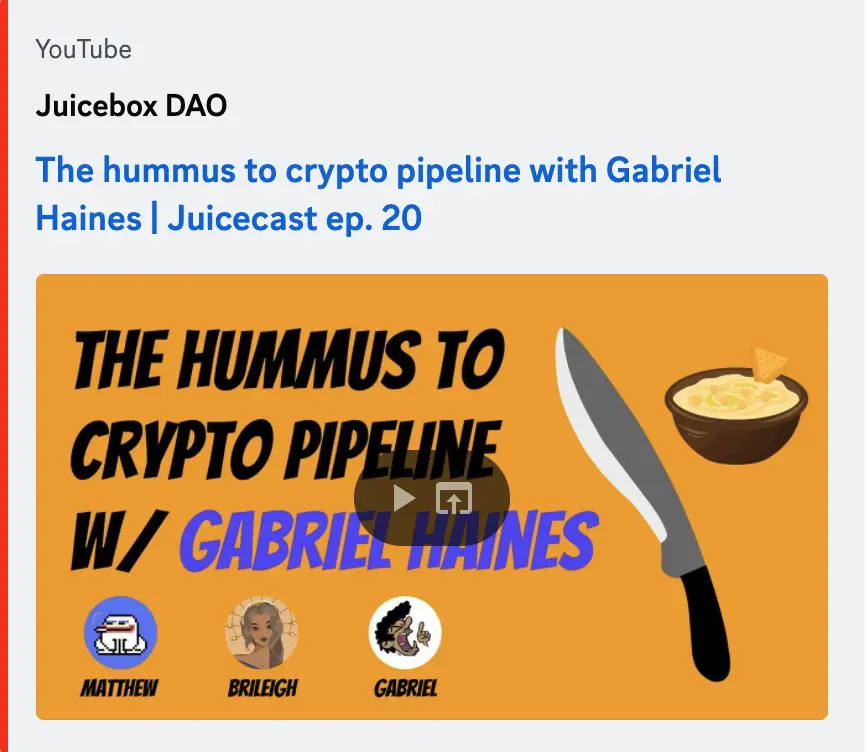 YouTube
Juicebox DAO
The hummus to crypto pipeline with Gabriel
Haines | Juicecast ep. 20
THE HUMMUS TO
CRYPTO PIPELINE
W/ GABRIEL HAINES
MATTHEW
BRILEIGH
GABRIEL